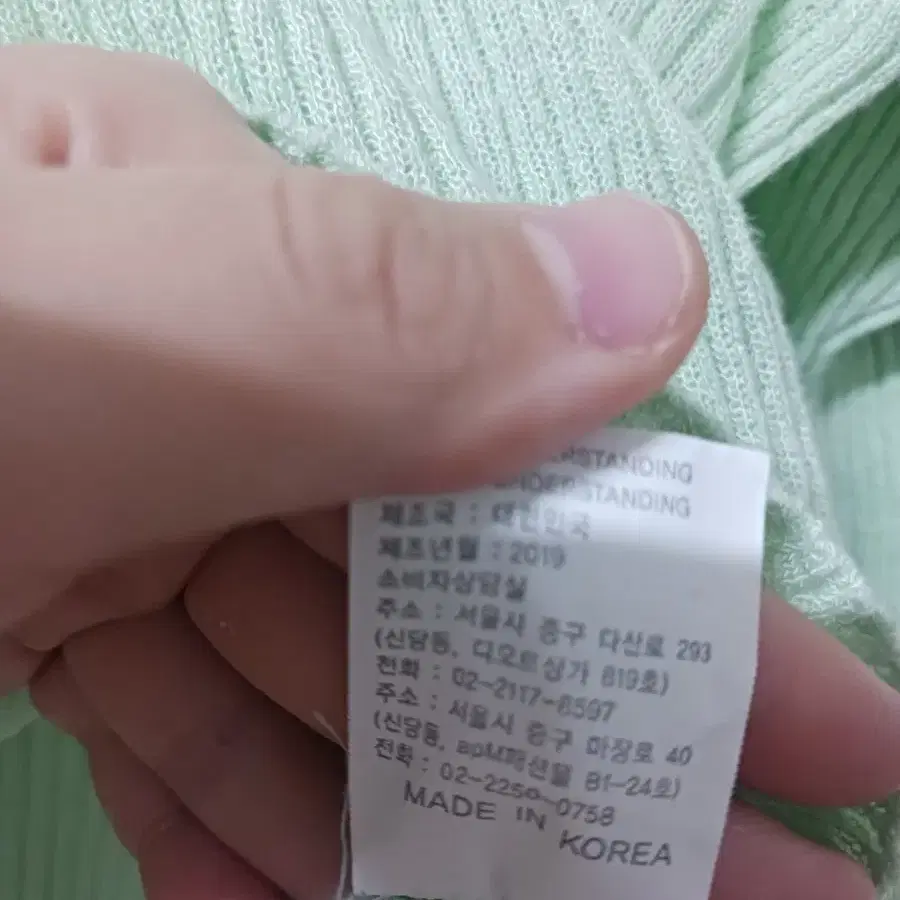 UNDERSTANDING
제조국 : 대한민국
제조년월 : 2019
소비자상담실
주소 : 서울시 중구 다산로 293
(신당동, 디오트상가 819호)
전화 : 02-2117-8597
주소 : 서울시 중구 마장로 40
(신당동, apM패션몰 B1-24호)
전화 : 02-2250-0758
MADE IN KOREA